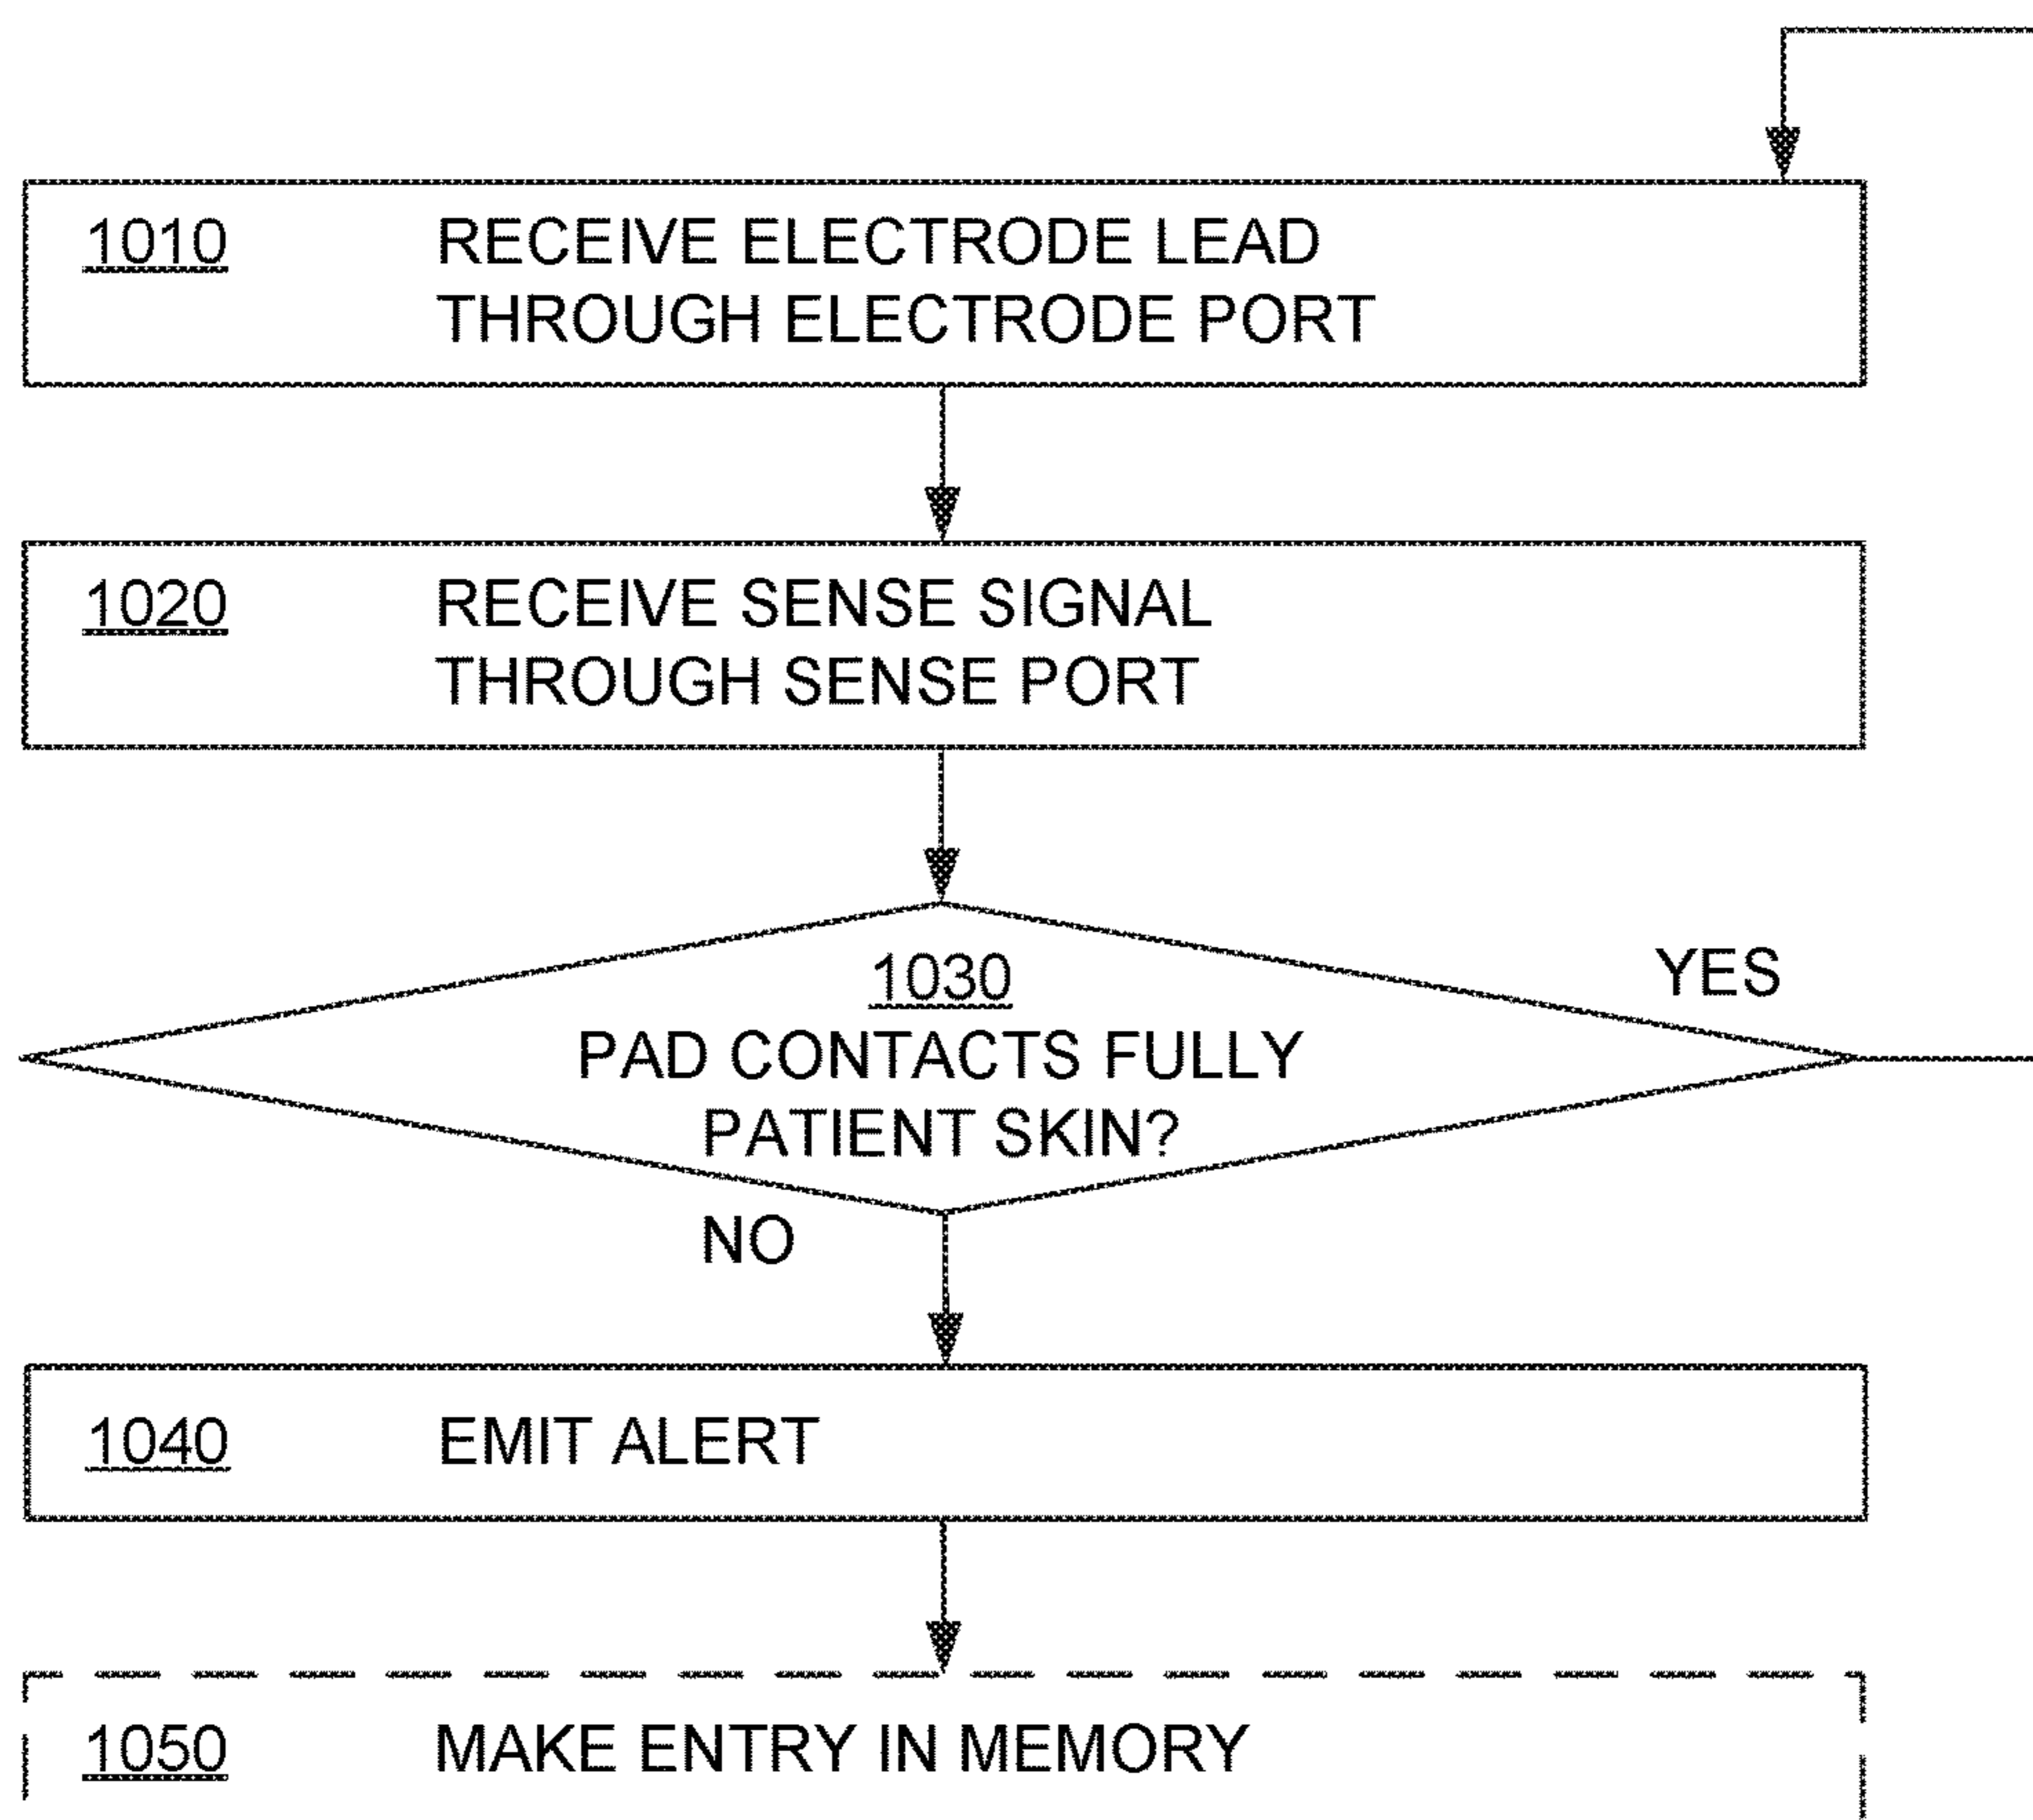 1010 RECEIVE ELECTRODE LEAD
THROUGH ELECTRODE PORT
1020 RECEIVE SENSE SIGNAL
THROUGH SENSE PORT
1030
YES
PAD CONTACTS FULLY
PATIENT SKIN?
NO
1040 EMIT ALERT
1050 MAKE ENTRY IN MEMORY